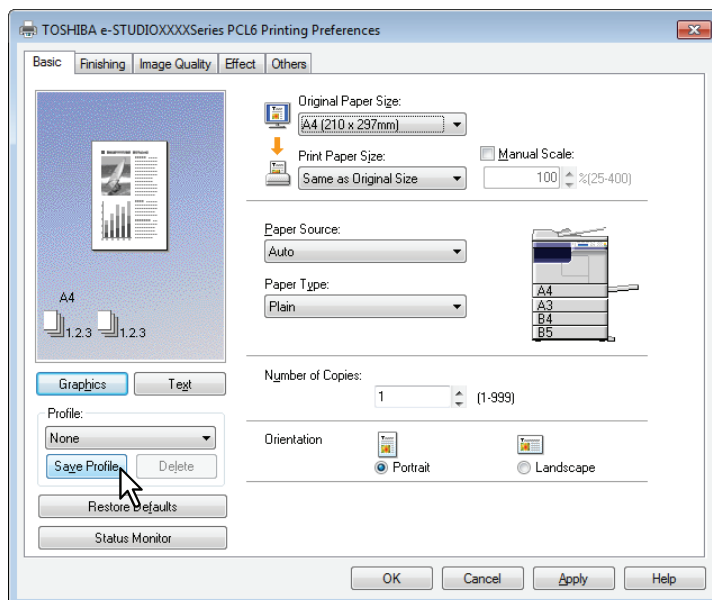 TOSHIBA e-STUDIOXXXXSeries PCL6 Printing Preferences
Basic Finishing Image Quality Effect Others
A4
1.2.3 1.2.3
Graphics Text
Profile:
None
Save Profile Delete
Restore Defaults
Status Monitor
Original Paper Size:
A4 (210 x 297mm)
Print Paper Size:
Same as Original Size
Manual Scale:
100 %(25-400)
Paper Source:
Auto
Paper Type:
Plain
A4
A3
B4
B5
Number of Copies:
1 (1-999)
Orientation
Portrait Landscape
OK Cancel Apply Help